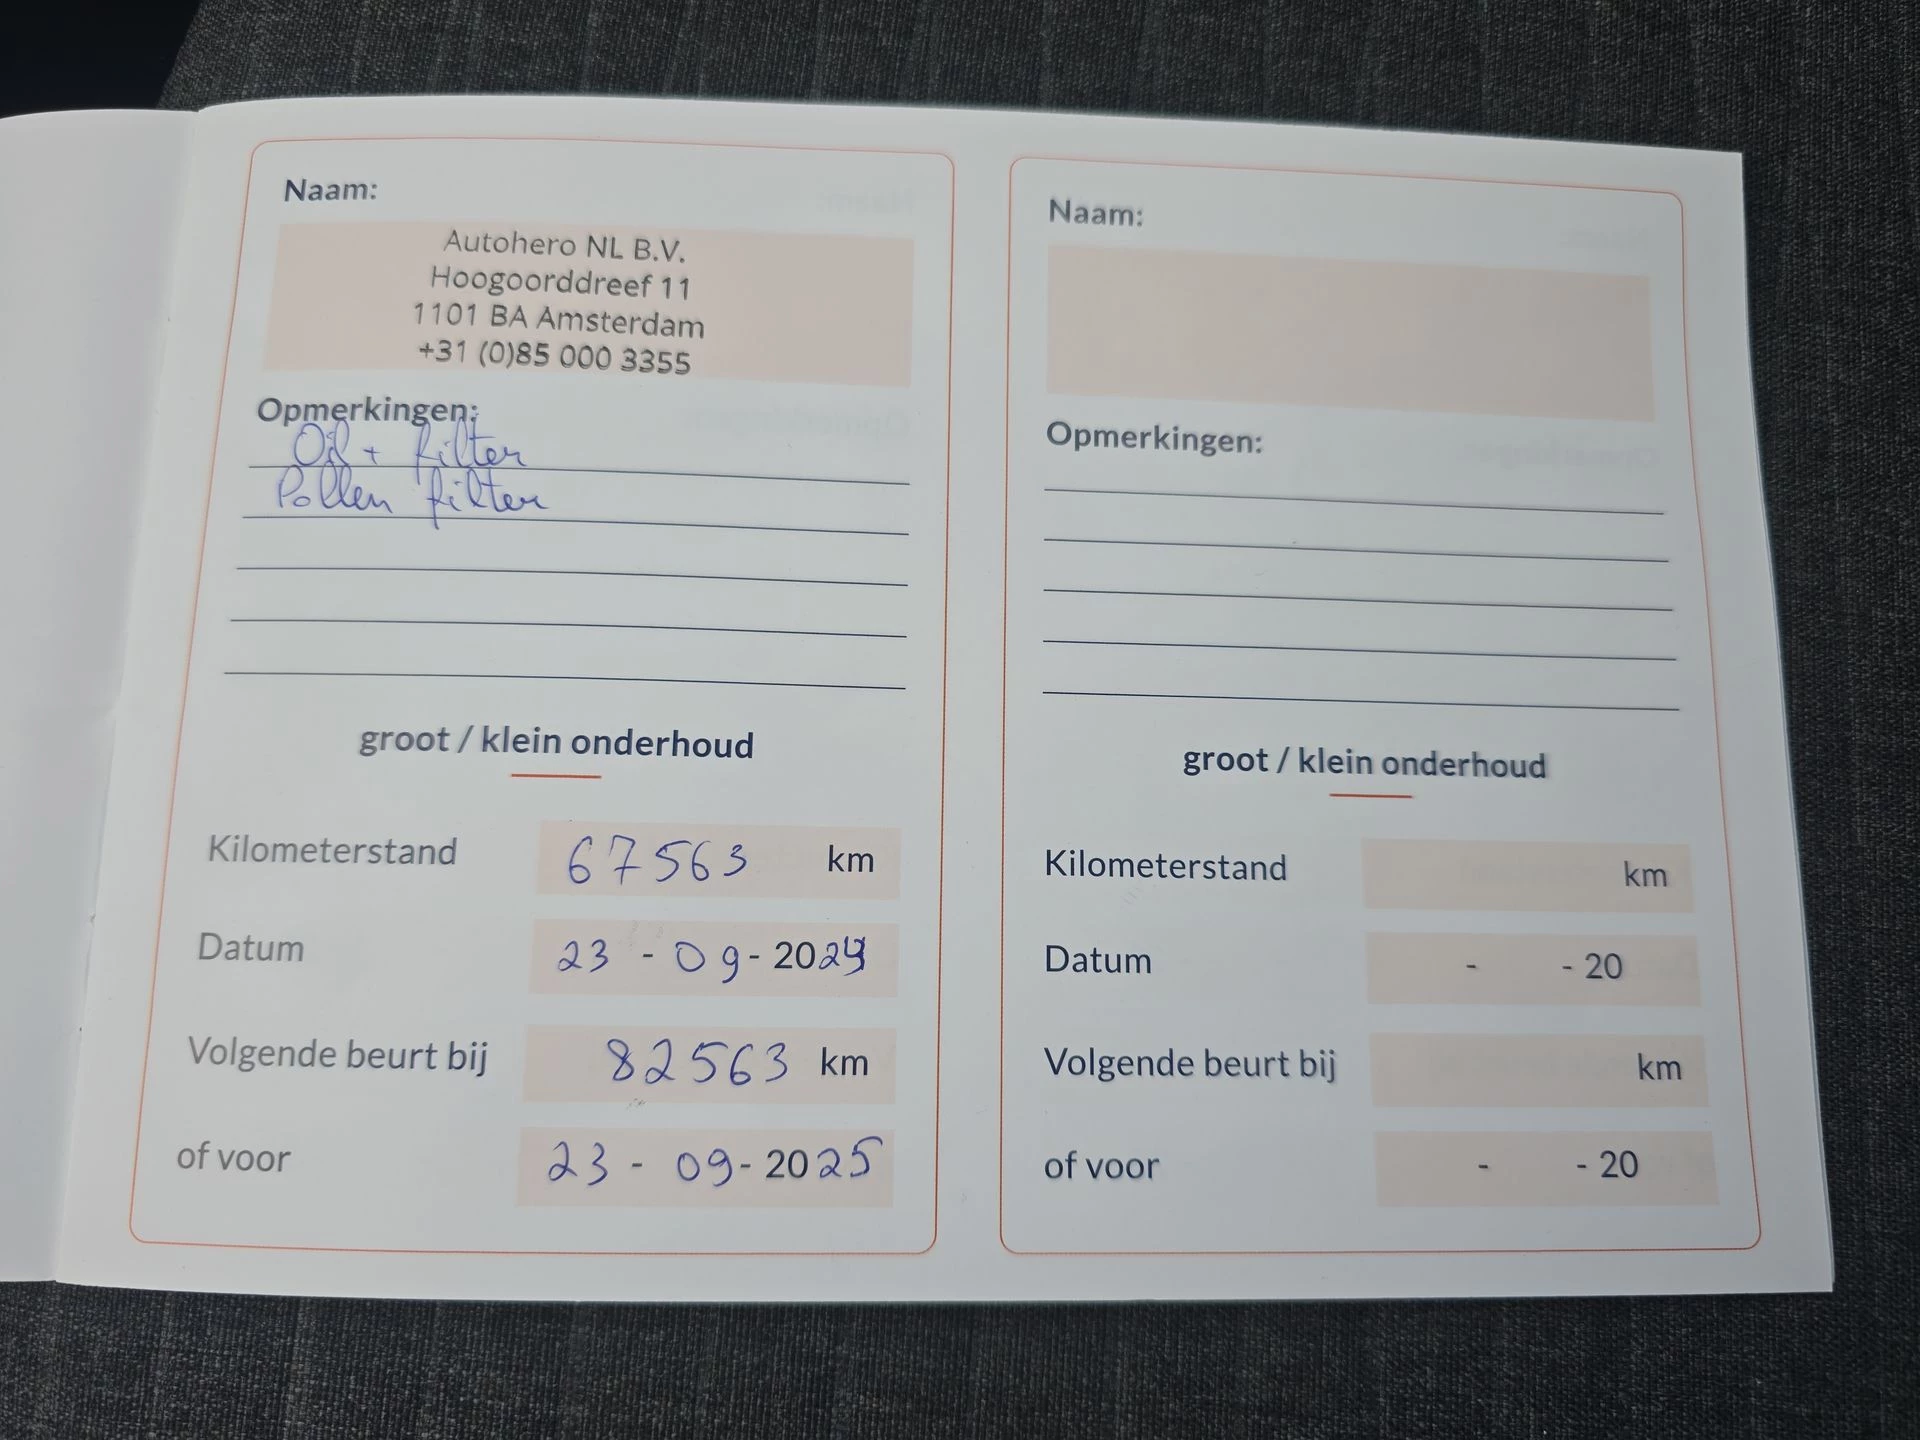 Naam:
Autohero NL B.V.
Hoogoorddreef 11
1101 BA Amsterdam
+31 (0)85 000 3355
Opmerkingen:
Oil + filter
Pollen filter
groot / klein onderhoud
Kilometerstand 67563 km
Datum 23 - 09 - 2024
Volgende beurt bij 82563 km
of voor 23 - 09 - 2025
Naam:
Opmerkingen:
groot / klein onderhoud
Kilometerstand km
Datum - - 20
Volgende beurt bij km
of voor - - 20